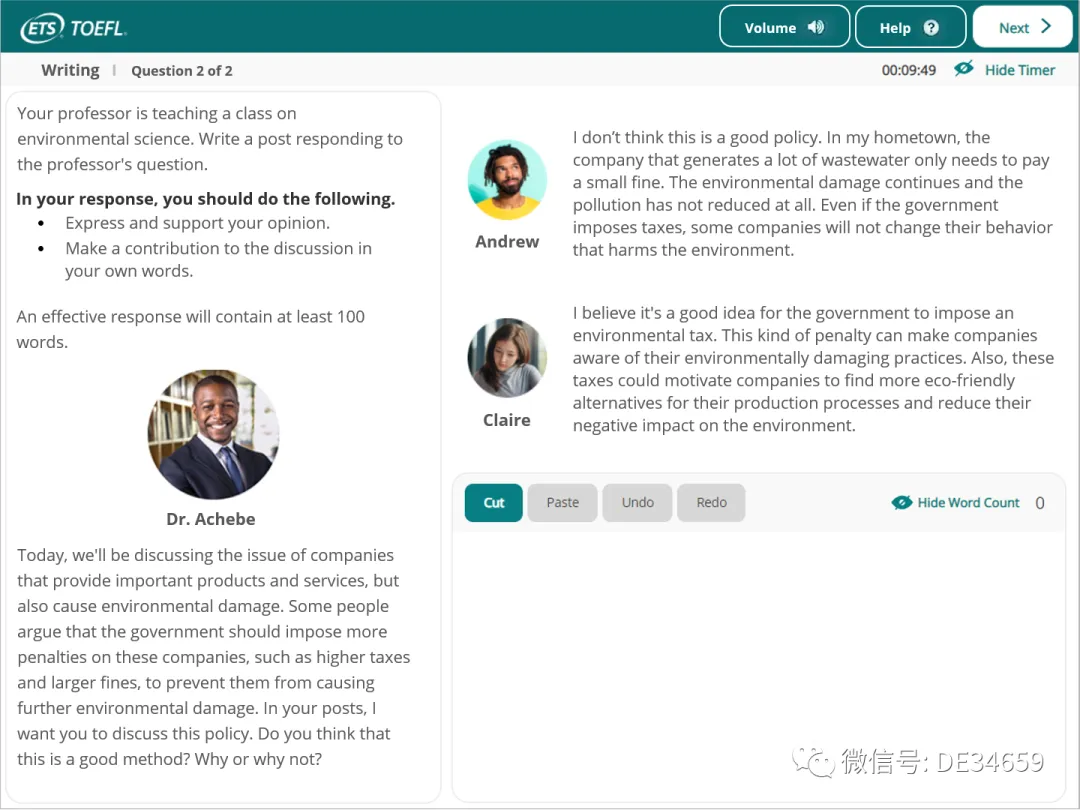 ETS TOEFL
Volume
Help ?
Next
Writing | Question 2 of 2
00:09:49 Hide Timer
Your professor is teaching a class on
environmental science. Write a post responding to
the professor's question.
In your response, you should do the following.
• Express and support your opinion.
• Make a contribution to the discussion in
your own words.
An effective response will contain at least 100
words.
Dr. Achebe
Today, we'll be discussing the issue of companies
that provide important products and services, but
also cause environmental damage. Some people
argue that the government should impose more
penalties on these companies, such as higher taxes
and larger fines, to prevent them from causing
further environmental damage. In your posts, I
want you to discuss this policy. Do you think that
this is a good method? Why or why not?
I don’t think this is a good policy. In my hometown, the
company that generates a lot of wastewater only needs to pay
a small fine. The environmental damage continues and the
pollution has not reduced at all. Even if the government
imposes taxes, some companies will not change their behavior
that harms the environment.
Andrew
I believe it's a good idea for the government to impose an
environmental tax. This kind of penalty can make companies
aware of their environmentally damaging practices. Also, these
taxes could motivate companies to find more eco-friendly
alternatives for their production processes and reduce their
negative impact on the environment.
Claire
Cut
Paste
Undo
Redo
Hide Word Count 0
微信号: DE34659